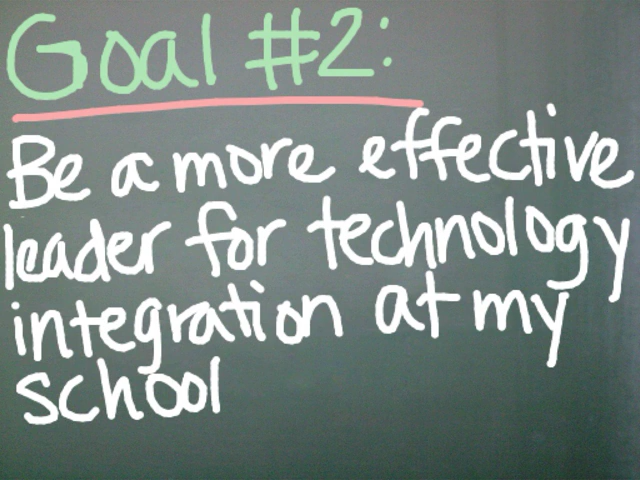 Goal #2:
Be a more effective
leader for technology
integration at my
school